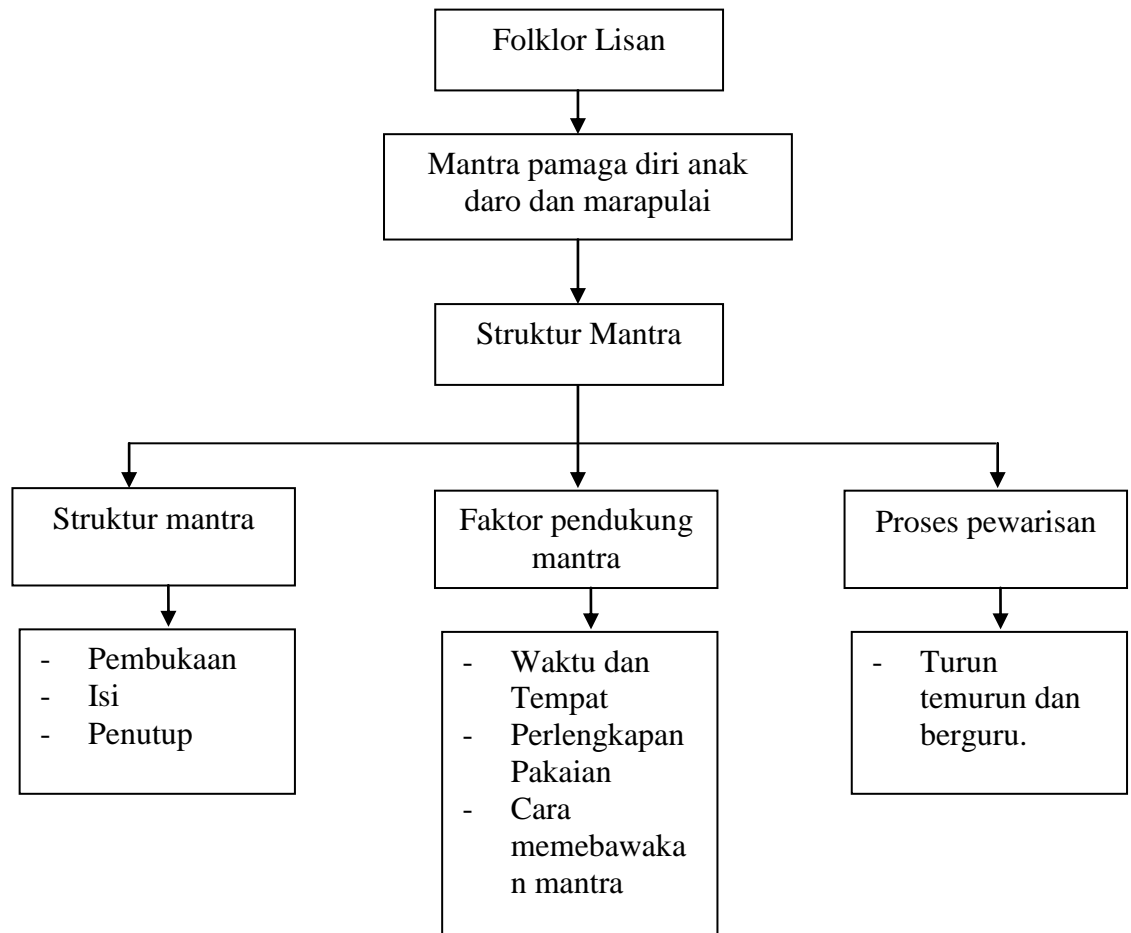 Folklor Lisan
Mantra pamaga diri anak
daro dan marapulai
Struktur Mantra
Struktur mantra
- Pembukaan
- Isi
- Penutup
Faktor pendukung
mantra
- Waktu dan
Tempat
- Perlengkapan
Pakaian
- Cara
memebawaka
n mantra
Proses pewarisan
- Turun
temurun dan
berguru.